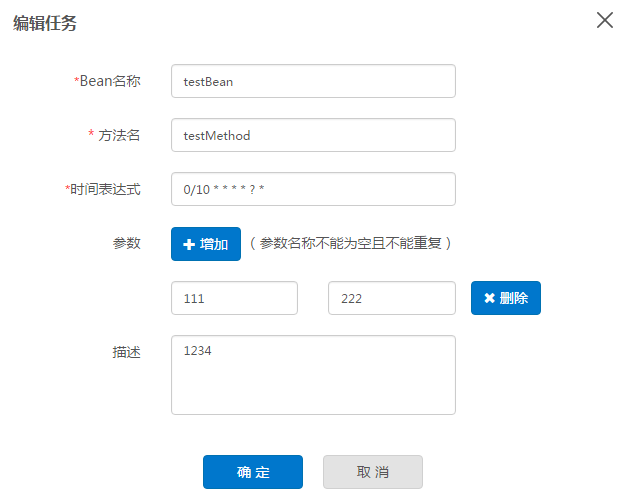 编辑任务
*Bean名称 testBean
* 方法名 testMethod
*时间表达式 0/10 * * * * ? *
参数 增加 ( 参数名称不能为空且不能重复 )
111 222 删除
描述 1234
确 定 取 消